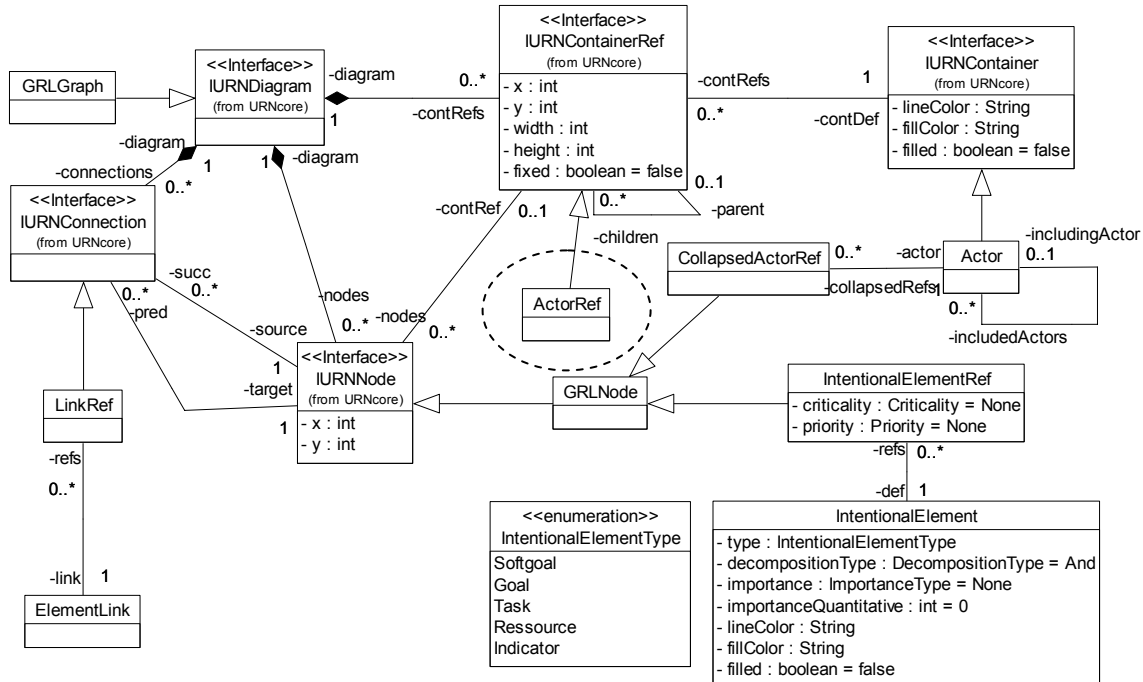 <<Interface>>
IURNContainerRef
(from URNcore)
- x : int
- y : int
- width : int
- height : int
- fixed : boolean = false
<<Interface>>
IURNDiagram
(from URNcore)
<<Interface>>
IURNContainer
(from URNcore)
- lineColor : String
- fillColor : String
- filled : boolean = false
GRLGraph
-diagram
1
0..*
-contRefs
-contRefs
0..*
1
-contDef
-diagram
1
-connections
0..*
1
-diagram
<<Interface>>
IURNConnection
(from URNcore)
-contRef
0..1
0..*
0..1
-parent
-children
-succ
0..*
0..*
-pred
-nodes
0..*
-nodes
0..*
-source
1
-target
1
ActorRef
CollapsedActorRef
0..*
-actor
-collapsedRefs
1
Actor
-includingActor
0..1
0..*
-includedActors
<<Interface>>
IURNNode
(from URNcore)
- x : int
- y : int
GRLNode
IntentionalElementRef
- criticality : Criticality = None
- priority : Priority = None
LinkRef
-refs
0..*
-refs
0..*
-def
1
<<enumeration>>
IntentionalElementType
Softgoal
Goal
Task
Ressource
Indicator
IntentionalElement
- type : IntentionalElementType
- decompositionType : DecompositionType = And
- importance : ImportanceType = None
- importanceQuantitative : int = 0
- lineColor : String
- fillColor : String
- filled : boolean = false
-link
1
ElementLink